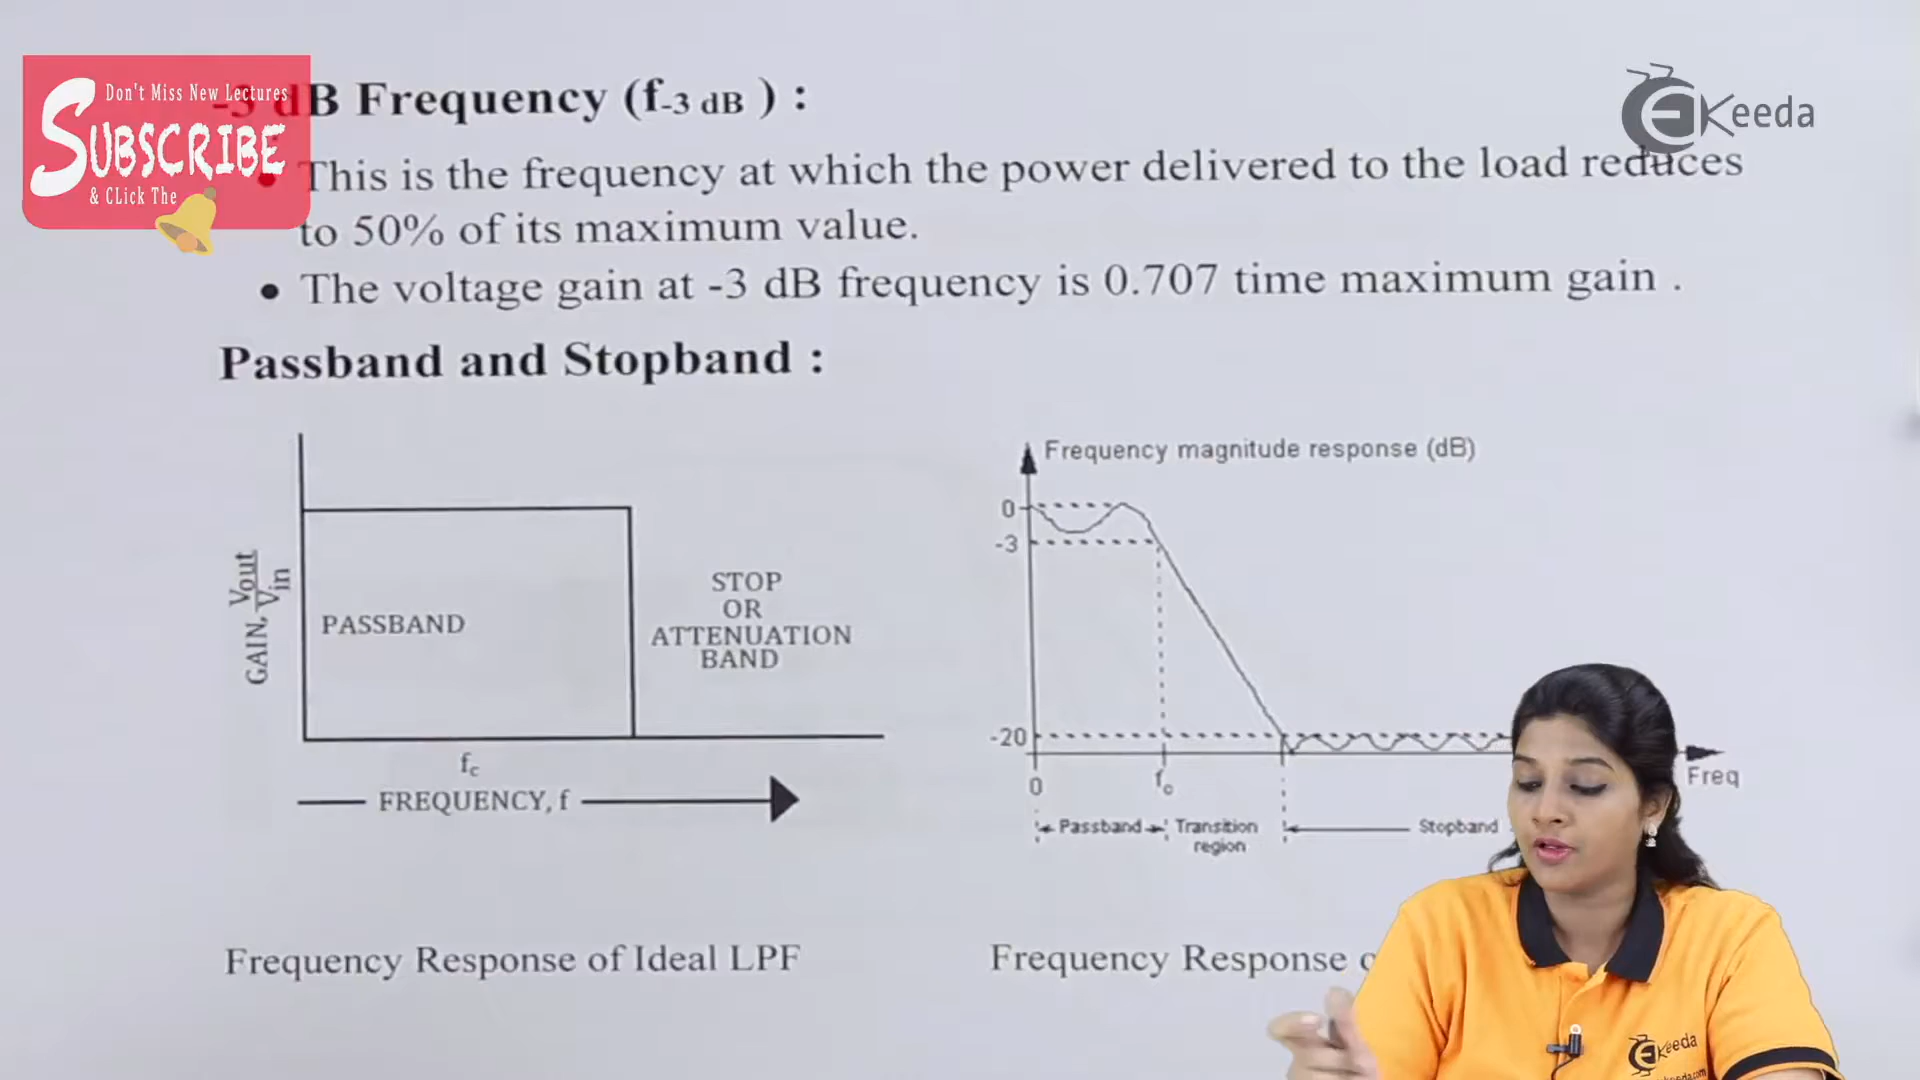 Don't Miss New Lectures
SUBSCRIBE
& CLick The
-3 dB Frequency (f-3 dB ) :
EKeeda
• This is the frequency at which the power delivered to the load reduces
to 50% of its maximum value.
• The voltage gain at -3 dB frequency is 0.707 time maximum gain .
Passband and Stopband :
GAIN, Vout
Vin
PASSBAND
STOP
OR
ATTENUATION
BAND
fc
FREQUENCY, f
Frequency Response of Ideal LPF
Frequency magnitude response (dB)
0
-3
-20
0
fc
Freq
Passband
Transition
region
Stopband
Frequency Response
EKeeda